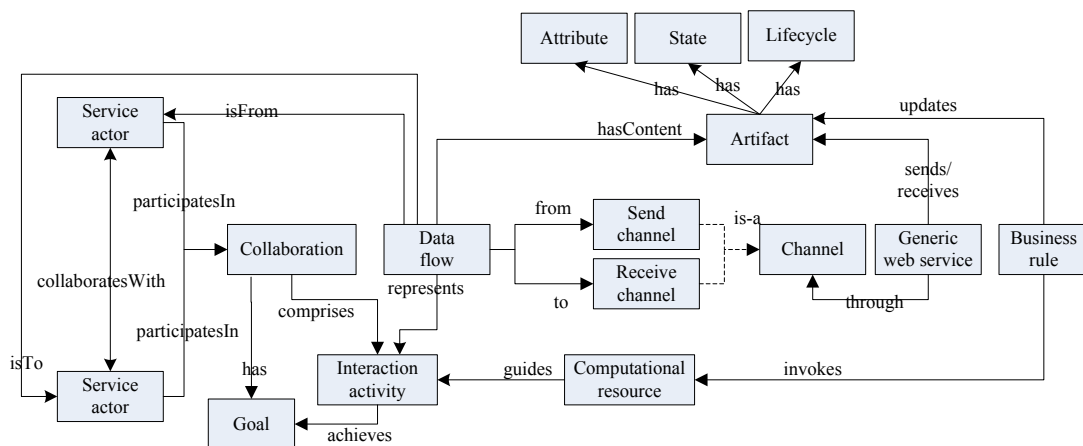 Attribute
State
Lifecycle
has
has
has
Service
actor
isFrom
updates
hasContent
Artifact
participatesIn
sends/
receives
from
Send
channel
is-a
Collaboration
Data
flow
Channel
Generic
web service
Business
rule
collaboratesWith
represents
to
Receive
channel
through
comprises
participatesIn
isTo
Service
actor
has
Interaction
activity
guides
Computational
resource
invokes
Goal
achieves